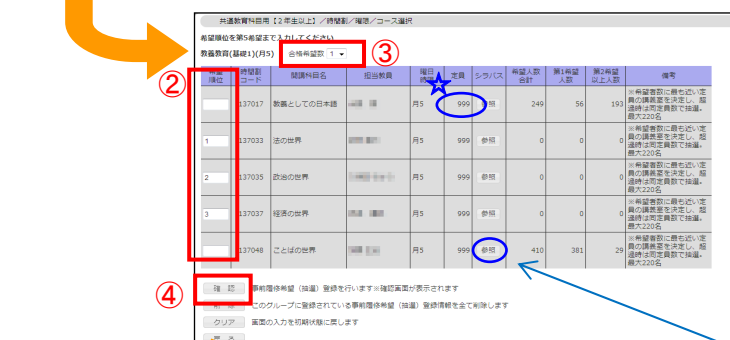 共通教育科目用【2年生以上】／時間割／曜限／コース選択
希望順位を第5希望まで入力してください
教養教育(基礎1)(月5) 合格希望数 1 ③
②
希望順位 時間割コード 開講科目名 担当教員 曜日時限 定員 シラバス 希望人数合計 第1希望人数 第2希望以上人数 備考
137017 教養としての日本語 月5 999 参照 249 56 193 ※希望者数に最も近い定員の講義室を決定し、超過時は同定員数で抽選。最大220名
1 137033 法の世界 月5 999 参照 0 0 0 ※希望者数に最も近い定員の講義室を決定し、超過時は同定員数で抽選。最大220名
2 137035 政治の世界 月5 999 参照 0 0 0 ※希望者数に最も近い定員の講義室を決定し、超過時は同定員数で抽選。最大220名
3 137037 経済の世界 月5 999 参照 0 0 0 ※希望者数に最も近い定員の講義室を決定し、超過時は同定員数で抽選。最大220名
137048 ことばの世界 月5 999 参照 410 381 29 ※希望者数に最も近い定員の講義室を決定し、超過時は同定員数で抽選。最大220名
④ 確 認 事前履修希望（抽選）登録を行います※確認画面が表示されます
このグループに登録されている事前履修希望（抽選）登録情報を全て削除します
クリア 画面の入力を初期状態に戻します